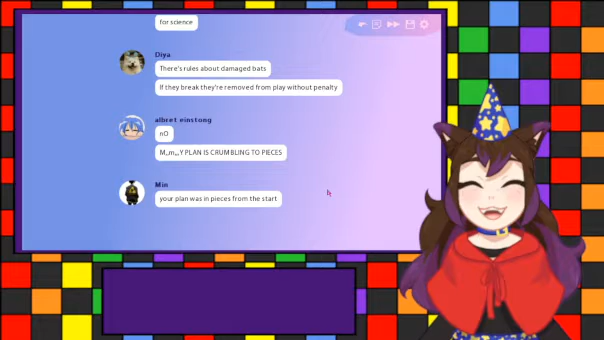 for science
Diya
There's rules about damaged bats
If they break they're removed from play without penalty
albret einstong
nO
M,,m,,,Y PLAN IS CRUMBLING TO PIECES
Min
your plan was in pieces from the start